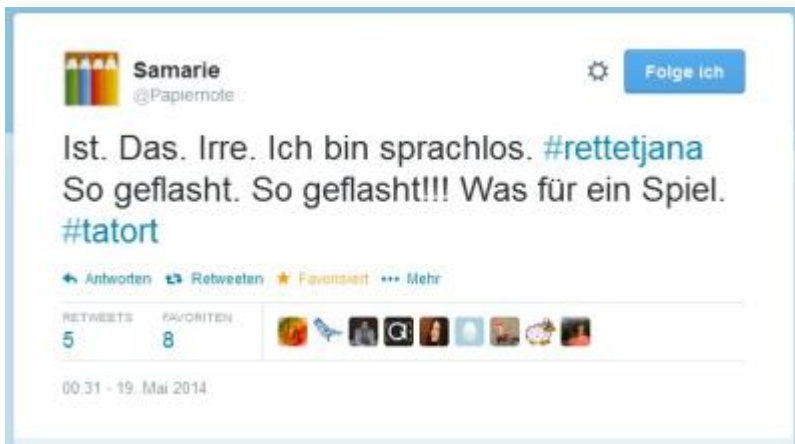 Samarie
@Papiernote
Folge ich
Ist. Das. Irre. Ich bin sprachlos. #rettetjana
So geflasht. So geflasht!!! Was für ein Spiel.
#tatort
Antworten Retweeten Favorisiert Mehr
RETWEETS FAVORITEN
5 8
00:31 - 19. Mai 2014